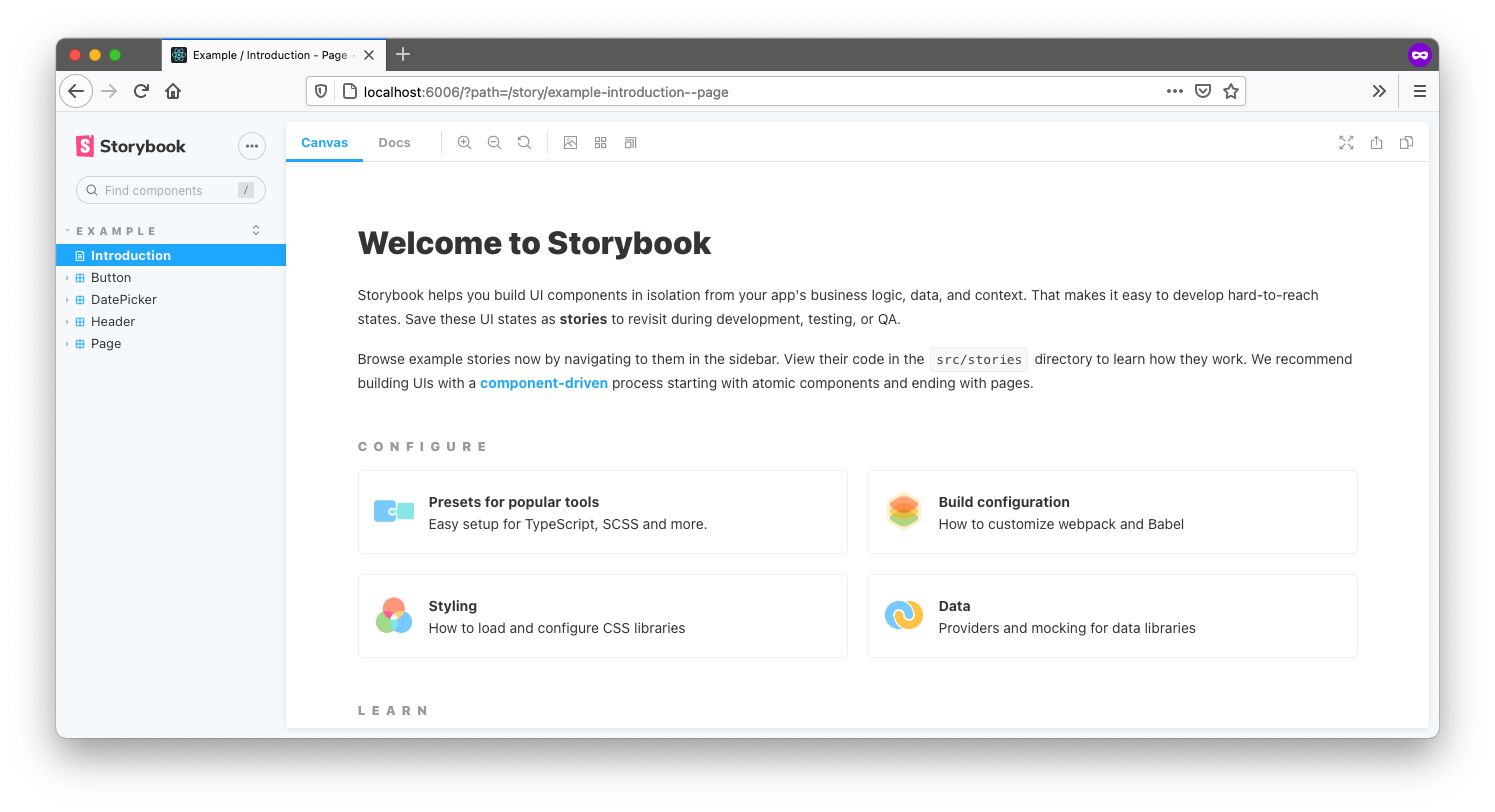 Example / Introduction - Page
localhost:6006/?path=/story/example-introduction--page
Storybook
Find components
/
EXAMPLE
Introduction
Button
DatePicker
Header
Page
Canvas
Docs
Welcome to Storybook
Storybook helps you build UI components in isolation from your app's business logic, data, and context. That makes it easy to develop hard-to-reach
states. Save these UI states as stories to revisit during development, testing, or QA.
Browse example stories now by navigating to them in the sidebar. View their code in the src/stories directory to learn how they work. We recommend
building UIs with a component-driven process starting with atomic components and ending with pages.
CONFIGURE
Presets for popular tools
Easy setup for TypeScript, SCSS and more.
Build configuration
How to customize webpack and Babel
Styling
How to load and configure CSS libraries
Data
Providers and mocking for data libraries
LEARN